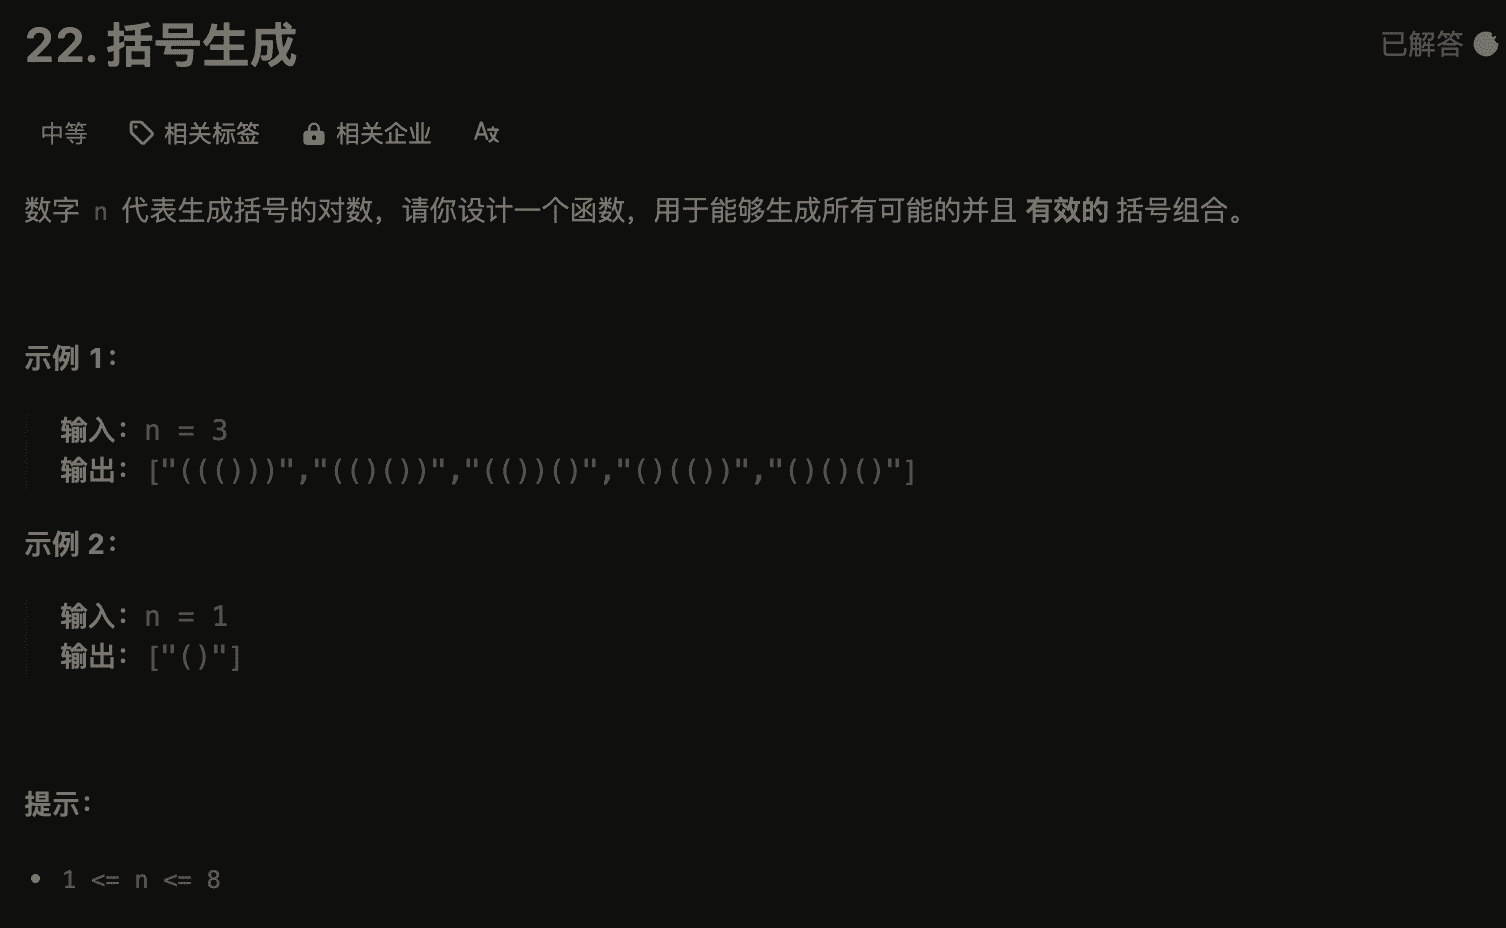 22. 括号生成
已解答
中等 相关标签 相关企业
数字 n 代表生成括号的对数，请你设计一个函数，用于能够生成所有可能的并且 有效的 括号组合。
示例 1：
输入：n = 3
输出：["((()))","(()())","(())()","()(())","()()()"]
示例 2：
输入：n = 1
输出：["()"]
提示：
• 1 <= n <= 8